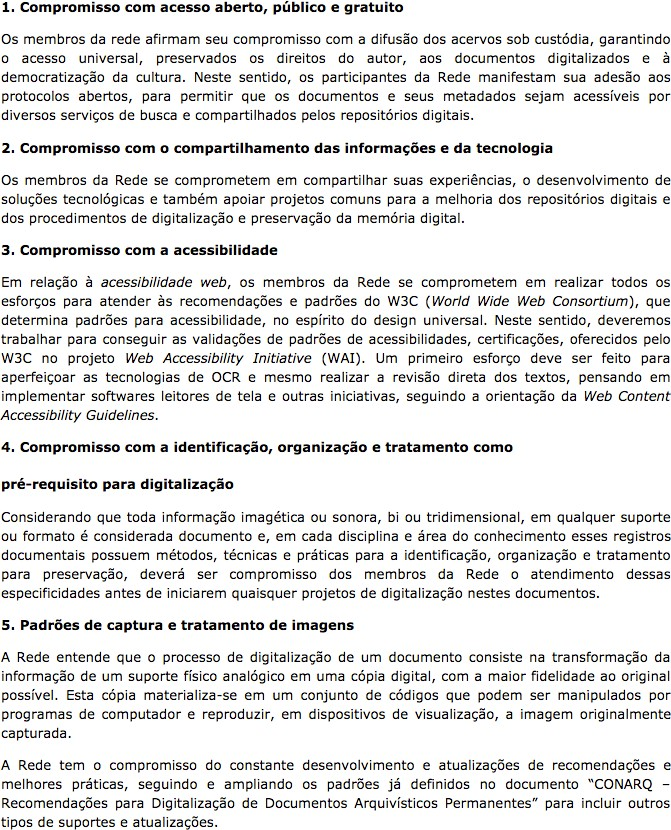 1. Compromisso com acesso aberto, público e gratuito
Os membros da rede afirmam seu compromisso com a difusão dos acervos sob custódia, garantindo
o acesso universal, preservados os direitos do autor, aos documentos digitalizados e à
democratização da cultura. Neste sentido, os participantes da Rede manifestam sua adesão aos
protocolos abertos, para permitir que os documentos e seus metadados sejam acessíveis por
diversos serviços de busca e compartilhados pelos repositórios digitais.
2. Compromisso com o compartilhamento das informações e da tecnologia
Os membros da Rede se comprometem em compartilhar suas experiências, o desenvolvimento de
soluções tecnológicas e também apoiar projetos comuns para a melhoria dos repositórios digitais e
dos procedimentos de digitalização e preservação da memória digital.
3. Compromisso com a acessibilidade
Em relação à acessibilidade web, os membros da Rede se comprometem em realizar todos os
esforços para atender às recomendações e padrões do W3C (World Wide Web Consortium), que
determina padrões para acessibilidade, no espírito do design universal. Neste sentido, deveremos
trabalhar para conseguir as validações de padrões de acessibilidades, certificações, oferecidos pelo
W3C no projeto Web Accessibility Initiative (WAI). Um primeiro esforço deve ser feito para
aperfeiçoar as tecnologias de OCR e mesmo realizar a revisão direta dos textos, pensando em
implementar softwares leitores de tela e outras iniciativas, seguindo a orientação da Web Content
Accessibility Guidelines.
4. Compromisso com a identificação, organização e tratamento como
pré-requisito para digitalização
Considerando que toda informação imagética ou sonora, bi ou tridimensional, em qualquer suporte
ou formato é considerada documento e, em cada disciplina e área do conhecimento esses registros
documentais possuem métodos, técnicas e práticas para a identificação, organização e tratamento
para preservação, deverá ser compromisso dos membros da Rede o atendimento dessas
especificidades antes de iniciarem quaisquer projetos de digitalização nestes documentos.
5. Padrões de captura e tratamento de imagens
A Rede entende que o processo de digitalização de um documento consiste na transformação da
informação de um suporte físico analógico em uma cópia digital, com a maior fidelidade ao original
possível. Esta cópia materializa-se em um conjunto de códigos que podem ser manipulados por
programas de computador e reproduzir, em dispositivos de visualização, a imagem originalmente
capturada.
A Rede tem o compromisso do constante desenvolvimento e atualizações de recomendações e
melhores práticas, seguindo e ampliando os padrões já definidos no documento “CONARQ –
Recomendações para Digitalização de Documentos Arquivísticos Permanentes” para incluir outros
tipos de suportes e atualizações.